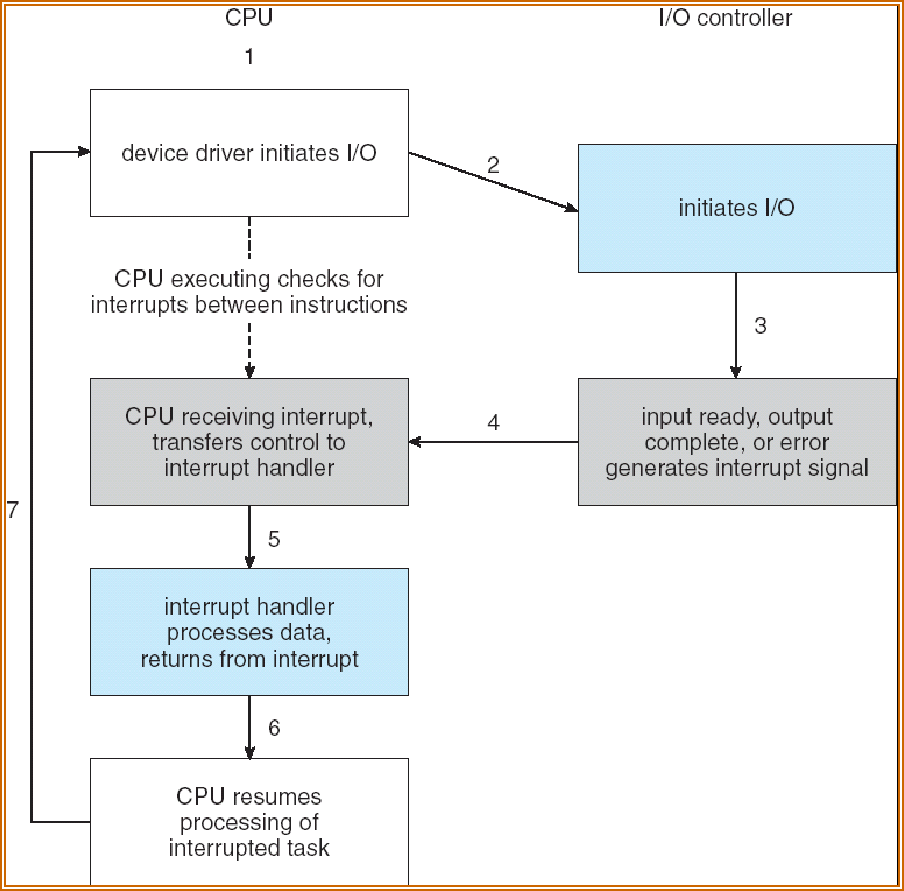 CPU
I/O controller
1
device driver initiates I/O
2
initiates I/O
CPU executing checks for
interrupts between instructions
3
CPU receiving interrupt,
transfers control to
interrupt handler
4
input ready, output
complete, or error
generates interrupt signal
7
5
interrupt handler
processes data,
returns from interrupt
6
CPU resumes
processing of
interrupted task